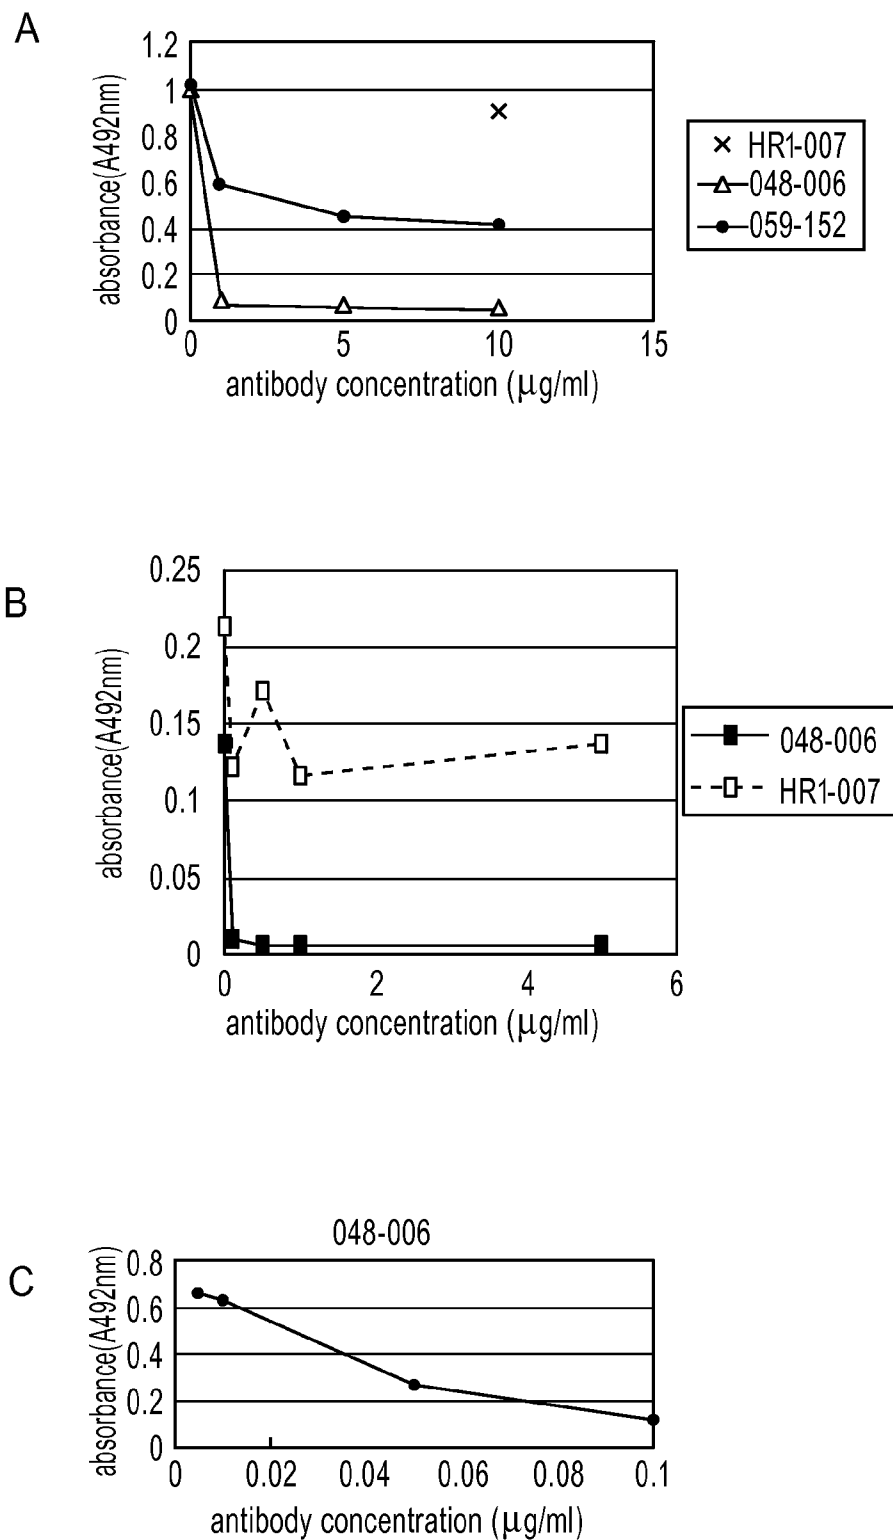 A
absorbance(A492nm)
1.2
1
0.8
0.6
0.4
0.2
0
0 5 10 15
antibody concentration (μg/ml)
HR1-007
048-006
059-152
B
absorbance(A492nm)
0.25
0.2
0.15
0.1
0.05
0
0 2 4 6
antibody concentration (μg/ml)
048-006
HR1-007
048-006
C
absorbance(A492nm)
0.8
0.6
0.4
0.2
0
0 0.02 0.04 0.06 0.08 0.1
antibody concentration (μg/ml)